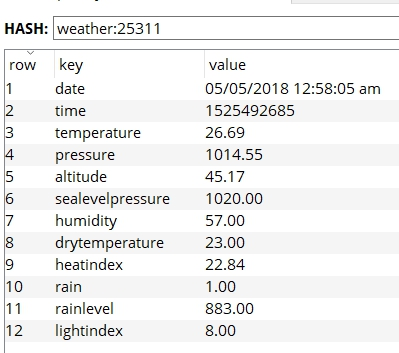 HASH: weather:25311
row key value
1 date 05/05/2018 12:58:05 am
2 time 1525492685
3 temperature 26.69
4 pressure 1014.55
5 altitude 45.17
6 sealevelpressure 1020.00
7 humidity 57.00
8 drytemperature 23.00
9 heatindex 22.84
10 rain 1.00
11 rainlevel 883.00
12 lightindex 8.00